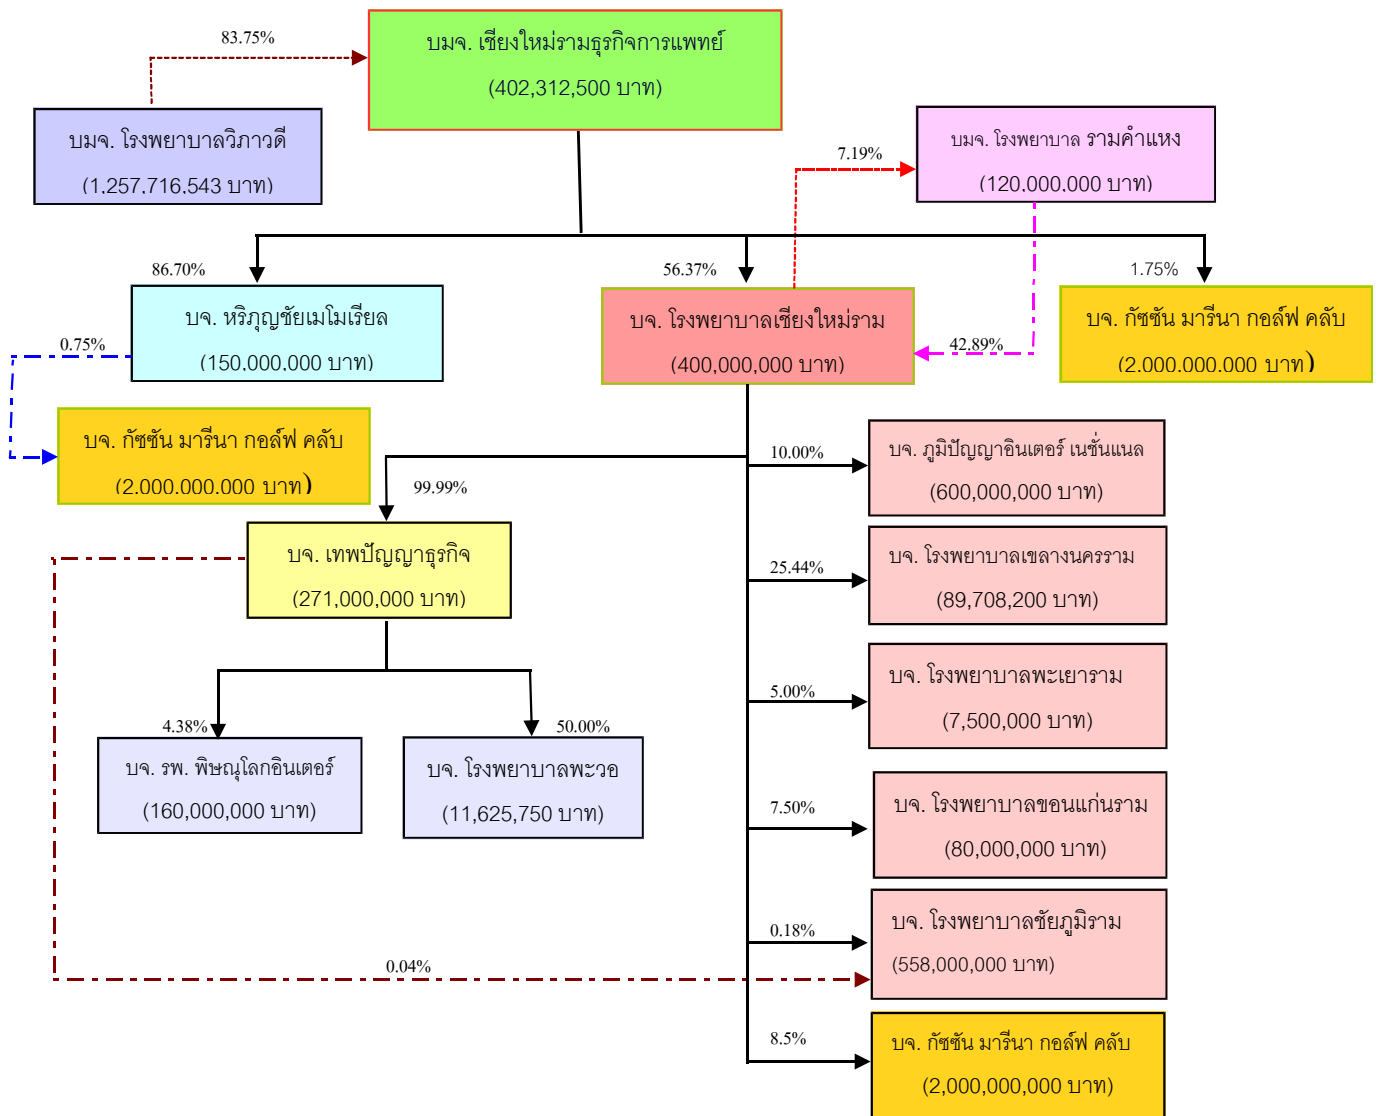 83.75%
บมจ. เชียงใหม่รามธุรกิจการแพทย์
(402,312,500 บาท)
บมจ. โรงพยาบาลวิภาวดี
(1,257,716,543 บาท)
7.19%
บมจ. โรงพยาบาล รามคำแหง
(120,000,000 บาท)
86.70%
56.37%
1.75%
บจ. หริภุญชัยเมโมเรียล
(150,000,000 บาท)
บจ. โรงพยาบาลเชียงใหม่ราม
(400,000,000 บาท)
บจ. กัซซัน มารีนา กอล์ฟ คลับ
(2,000,000,000 บาท)
0.75%
42.89%
บจ. กัซซัน มารีนา กอล์ฟ คลับ
(2,000,000,000 บาท)
99.99%
10.00%
บจ. ภูมิปัญญาอินเตอร์ เนชั่นแนล
(600,000,000 บาท)
บจ. เทพปัญญาธุรกิจ
(271,000,000 บาท)
25.44%
บจ. โรงพยาบาลเขลางนครราม
(89,708,200 บาท)
5.00%
บจ. โรงพยาบาลพะเยาราม
(7,500,000 บาท)
4.38%
50.00%
บจ. รพ. พิษณุโลกอินเตอร์
(160,000,000 บาท)
บจ. โรงพยาบาลพะวอ
(11,625,750 บาท)
7.50%
บจ. โรงพยาบาลขอนแก่นราม
(80,000,000 บาท)
0.18%
บจ. โรงพยาบาลชัยภูมิราม
(558,000,000 บาท)
0.04%
8.5%
บจ. กัซซัน มารีนา กอล์ฟ คลับ
(2,000,000,000 บาท)